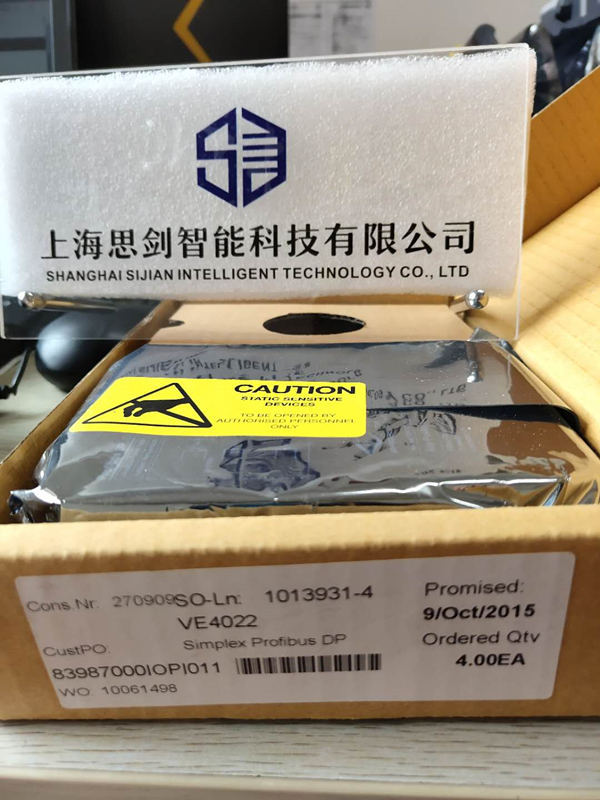 上海思剑智能科技有限公司
SHANGHAI SIJIAN INTELLIGENT TECHNOLOGY CO., LTD
CAUTION
STATIC SENSITIVE
DEVICES
TO BE OPENED BY
AUTHORISED PERSONNEL
ONLY
Cons.Nr: 270909 SO-Ln: 1013931-4 Promised:
VE4022 9/Oct/2015
CustPO: Simplex Profibus DP Ordered Qty
83987000IOPI011 4.00EA
WO: 10061498